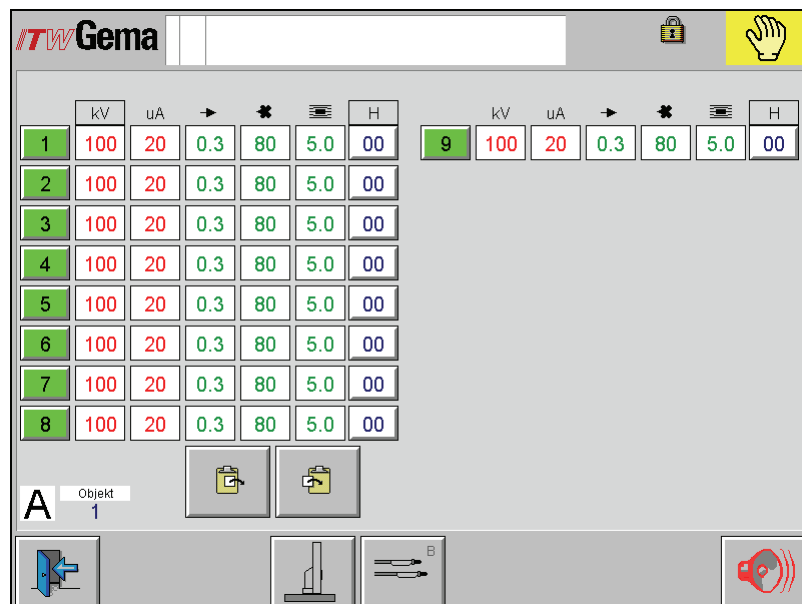 ITWGema
kV uA H kV uA H
1 100 20 0.3 80 5.0 00 9 100 20 0.3 80 5.0 00
2 100 20 0.3 80 5.0 00
3 100 20 0.3 80 5.0 00
4 100 20 0.3 80 5.0 00
5 100 20 0.3 80 5.0 00
6 100 20 0.3 80 5.0 00
7 100 20 0.3 80 5.0 00
8 100 20 0.3 80 5.0 00
A Objekt
1
B